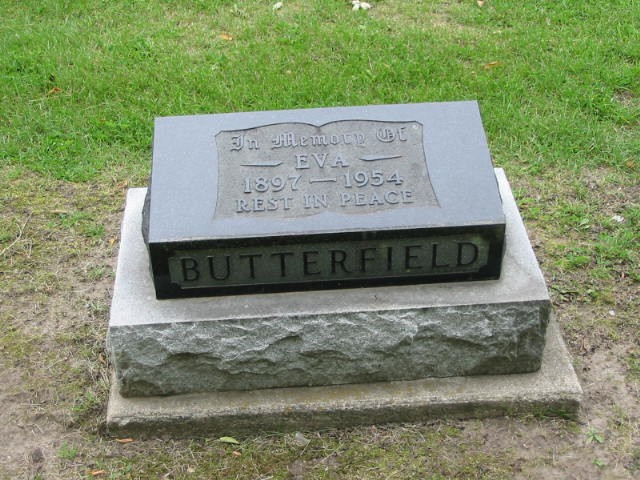 In Memory Of
EVA
1897 — 1954
REST IN PEACE
BUTTERFIELD